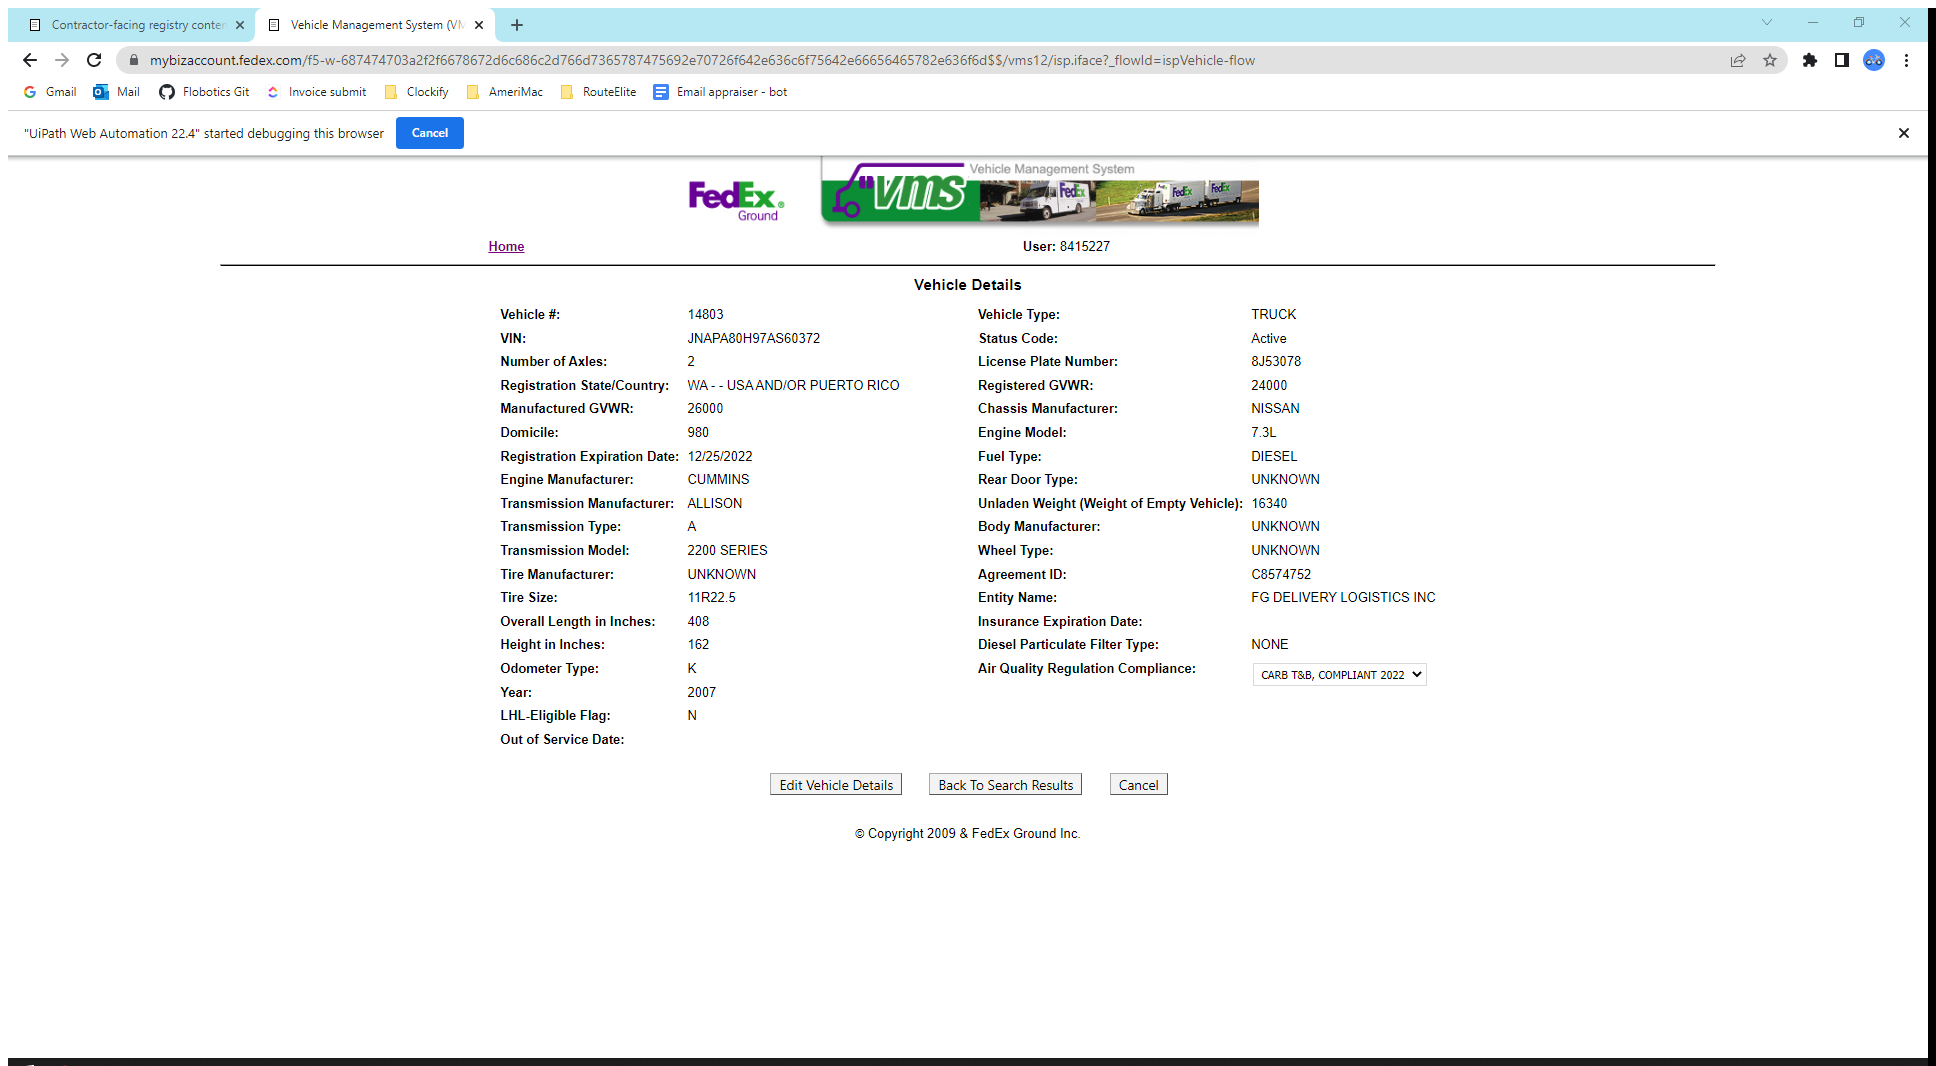 Contractor-facing registry conter
Vehicle Management System (VM
mybizaccount.fedex.com/f5-w-687474703a2f2f6678672d6c686c2d766d7365787475692e70726f642e636c6f75642e66656465782e636f6d$$/vms12/isp.iface?_flowId=ispVehicle-flow
Gmail Mail Flobotics Git Invoice submit Clockify AmeriMac RouteElite Email appraiser - bot
"UiPath Web Automation 22.4" started debugging this browser Cancel
Vehicle Management System
FedEx. Ground vms FedEx FedEx FedEx
Home User: 8415227
Vehicle Details
Vehicle #: 14803 Vehicle Type: TRUCK
VIN: JNAPA80H97AS60372 Status Code: Active
Number of Axles: 2 License Plate Number: 8J53078
Registration State/Country: WA - - USA AND/OR PUERTO RICO Registered GVWR: 24000
Manufactured GVWR: 26000 Chassis Manufacturer: NISSAN
Domicile: 980 Engine Model: 7.3L
Registration Expiration Date: 12/25/2022 Fuel Type: DIESEL
Engine Manufacturer: CUMMINS Rear Door Type: UNKNOWN
Transmission Manufacturer: ALLISON Unladen Weight (Weight of Empty Vehicle): 16340
Transmission Type: A Body Manufacturer: UNKNOWN
Transmission Model: 2200 SERIES Wheel Type: UNKNOWN
Tire Manufacturer: UNKNOWN Agreement ID: C8574752
Tire Size: 11R22.5 Entity Name: FG DELIVERY LOGISTICS INC
Overall Length in Inches: 408 Insurance Expiration Date:
Height in Inches: 162 Diesel Particulate Filter Type: NONE
Odometer Type: K Air Quality Regulation Compliance: CARB T&B, COMPLIANT 2022
Year: 2007
LHL-Eligible Flag: N
Out of Service Date:
Edit Vehicle Details Back To Search Results Cancel
© Copyright 2009 & FedEx Ground Inc.